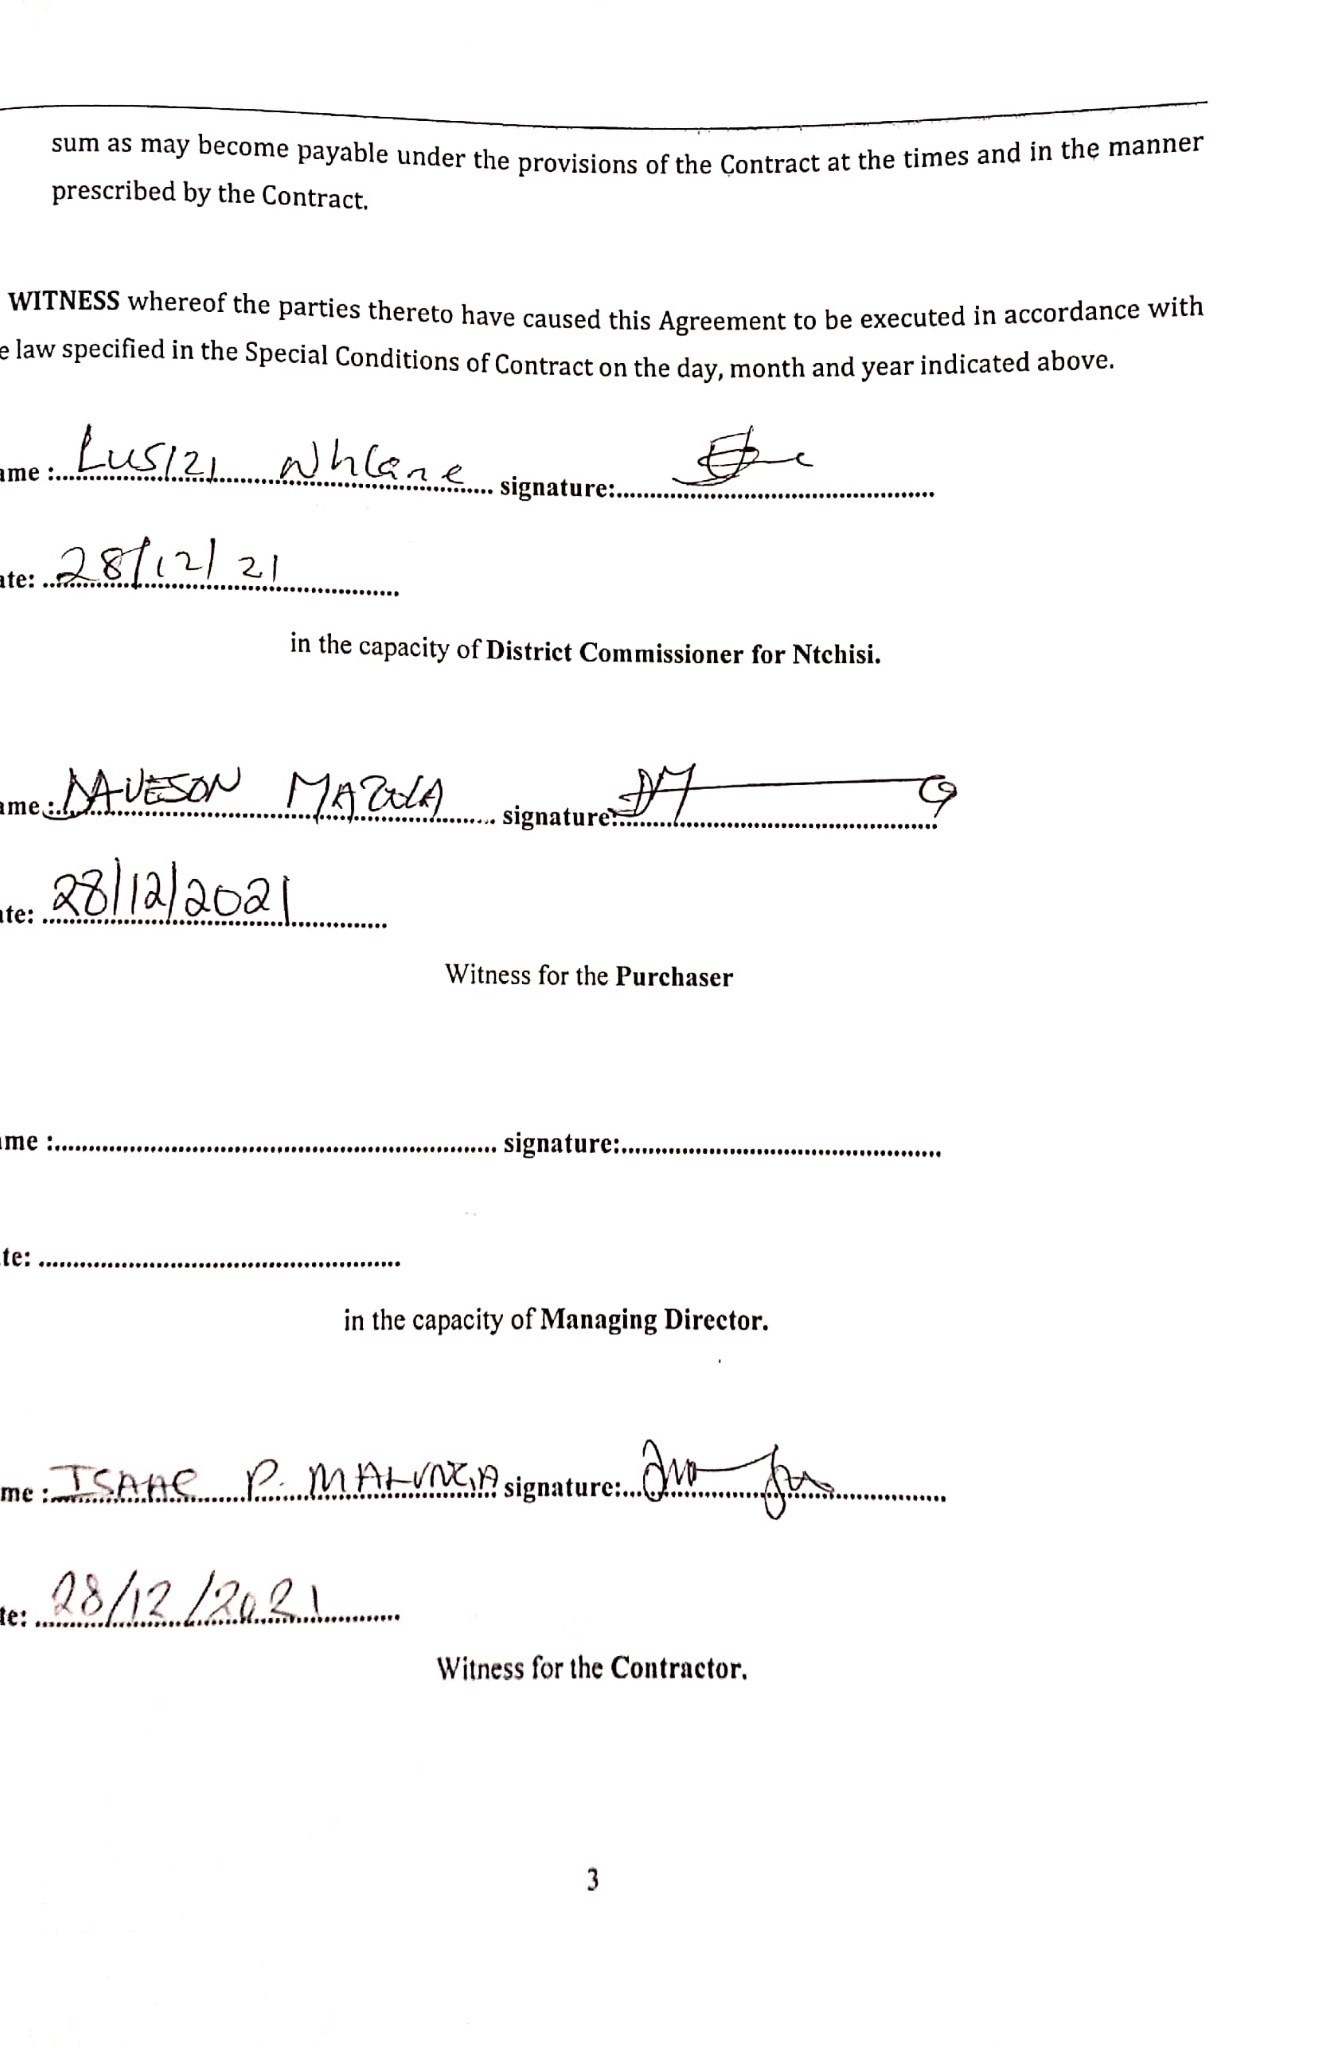 sum as may become payable under the provisions of the Contract at the times and in the manner
prescribed by the Contract.
WITNESS whereof the parties thereto have caused this Agreement to be executed in accordance with
e law specified in the Special Conditions of Contract on the day, month and year indicated above.
ame :..... Lusizi Nhlane ..... signature:.....
ate: ..... 28/12/21 .....
in the capacity of District Commissioner for Ntchisi.
ame :..... DAVESON MAZULA ..... signature:..... DM
ate: ..... 28/12/2021 .....
Witness for the Purchaser
ame :..... signature:.....
te: .....
in the capacity of Managing Director.
me :..... ISAAC P. ..... signature:.....
te: ..... 28/12/2021 .....
Witness for the Contractor.
3